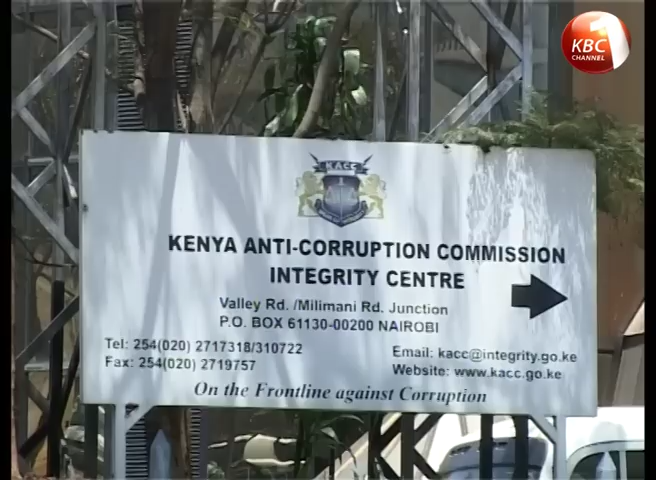 KBC
1
CHANNEL
KACC
KENYA ANTI-CORRUPTION COMMISSION
INTEGRITY CENTRE
Valley Rd. /Milimani Rd. Junction
P.O. BOX 61130-00200 NAIROBI
Tel: 254(020) 2717318/310722
Fax: 254(020) 2719757
Email: kacc@integrity.go.ke
Website: www.kacc.go.ke
On the Frontline against Corruption